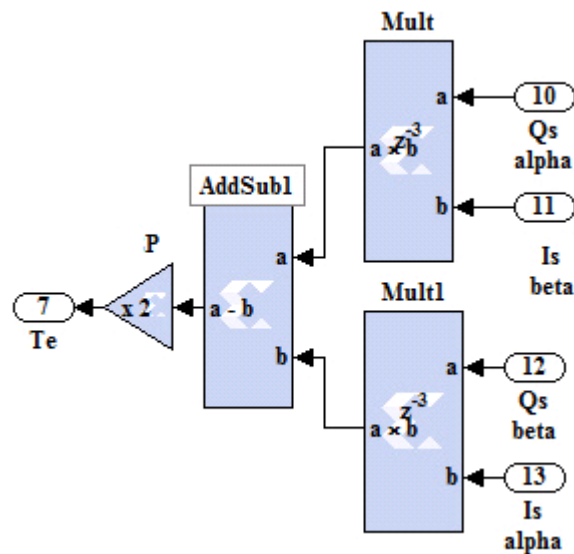 Mult
a
z-3
a × b
b
10
Qs
alpha
11
Is
beta
AddSub1
a
a - b
b
P
x 2
7
Te
Mult1
a
z-3
a × b
b
12
Qs
beta
13
Is
alpha